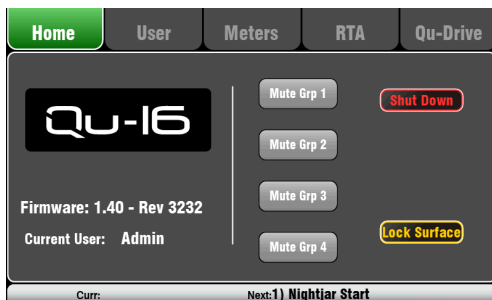 Home User Meters RTA Qu-Drive
Qu-16
Mute Grp 1
Shut Down
Mute Grp 2
Firmware: 1.40 - Rev 3232
Mute Grp 3
Current User: Admin
Lock Surface
Mute Grp 4
Curr: Next:1) Nightjar Start